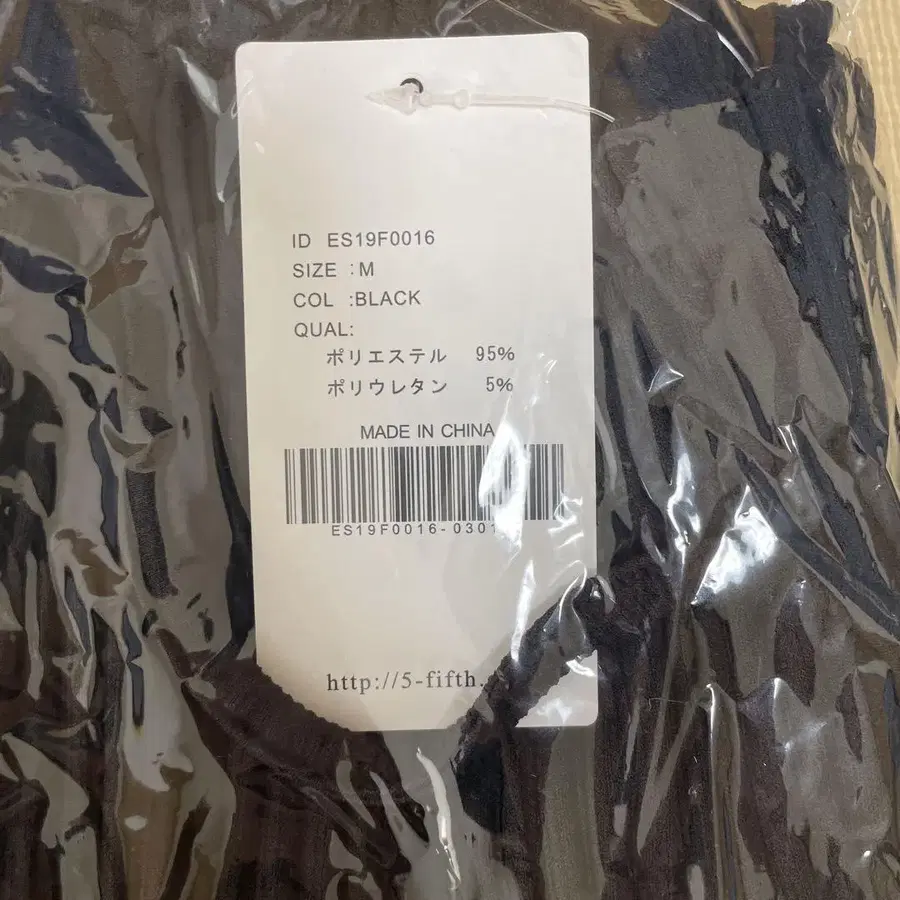 ID ES19F0016
SIZE :M
COL :BLACK
QUAL:
ポリエステル 95%
ポリウレタン 5%
MADE IN CHINA
ES19F0016-0301
http://5-fifth.